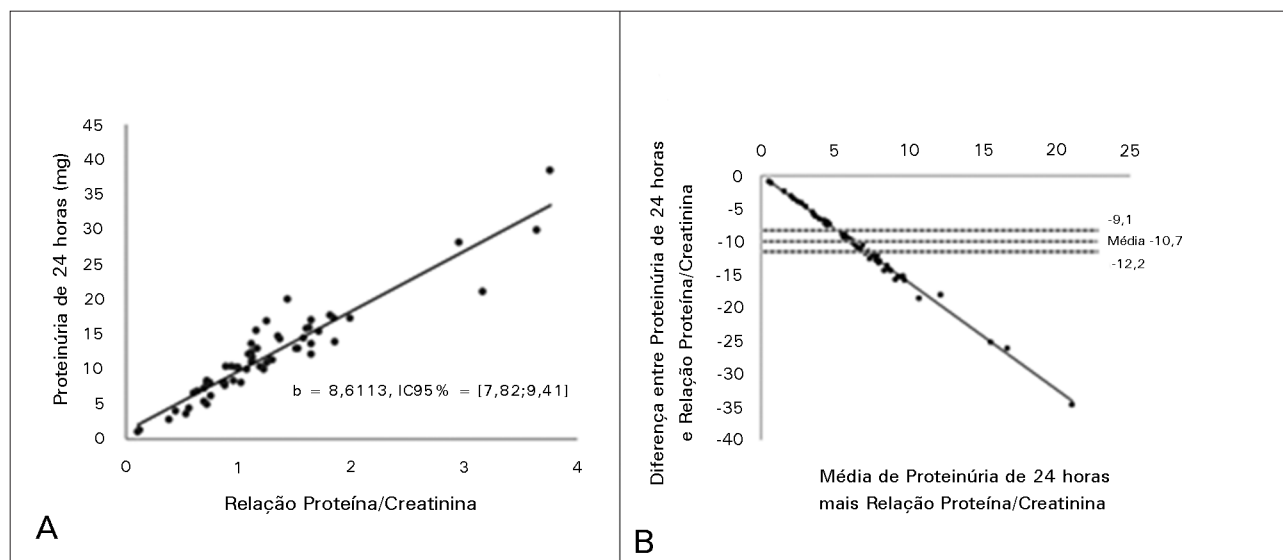 45
40
35
30
25
20
15
10
5
0
Proteinúria de 24 horas (mg)
b = 8,6113, IC95% = [7,82;9,41]
0 1 2 3 4
Relação Proteína/Creatinina
A
Diferença entre Proteinúria de 24 horas
e Relação Proteína/Creatinina
0 5 10 15 20 25
0
-5
-10
-15
-20
-25
-30
-35
-40
-9,1
Média -10,7
-12,2
Média de Proteinúria de 24 horas
mais Relação Proteína/Creatinina
B